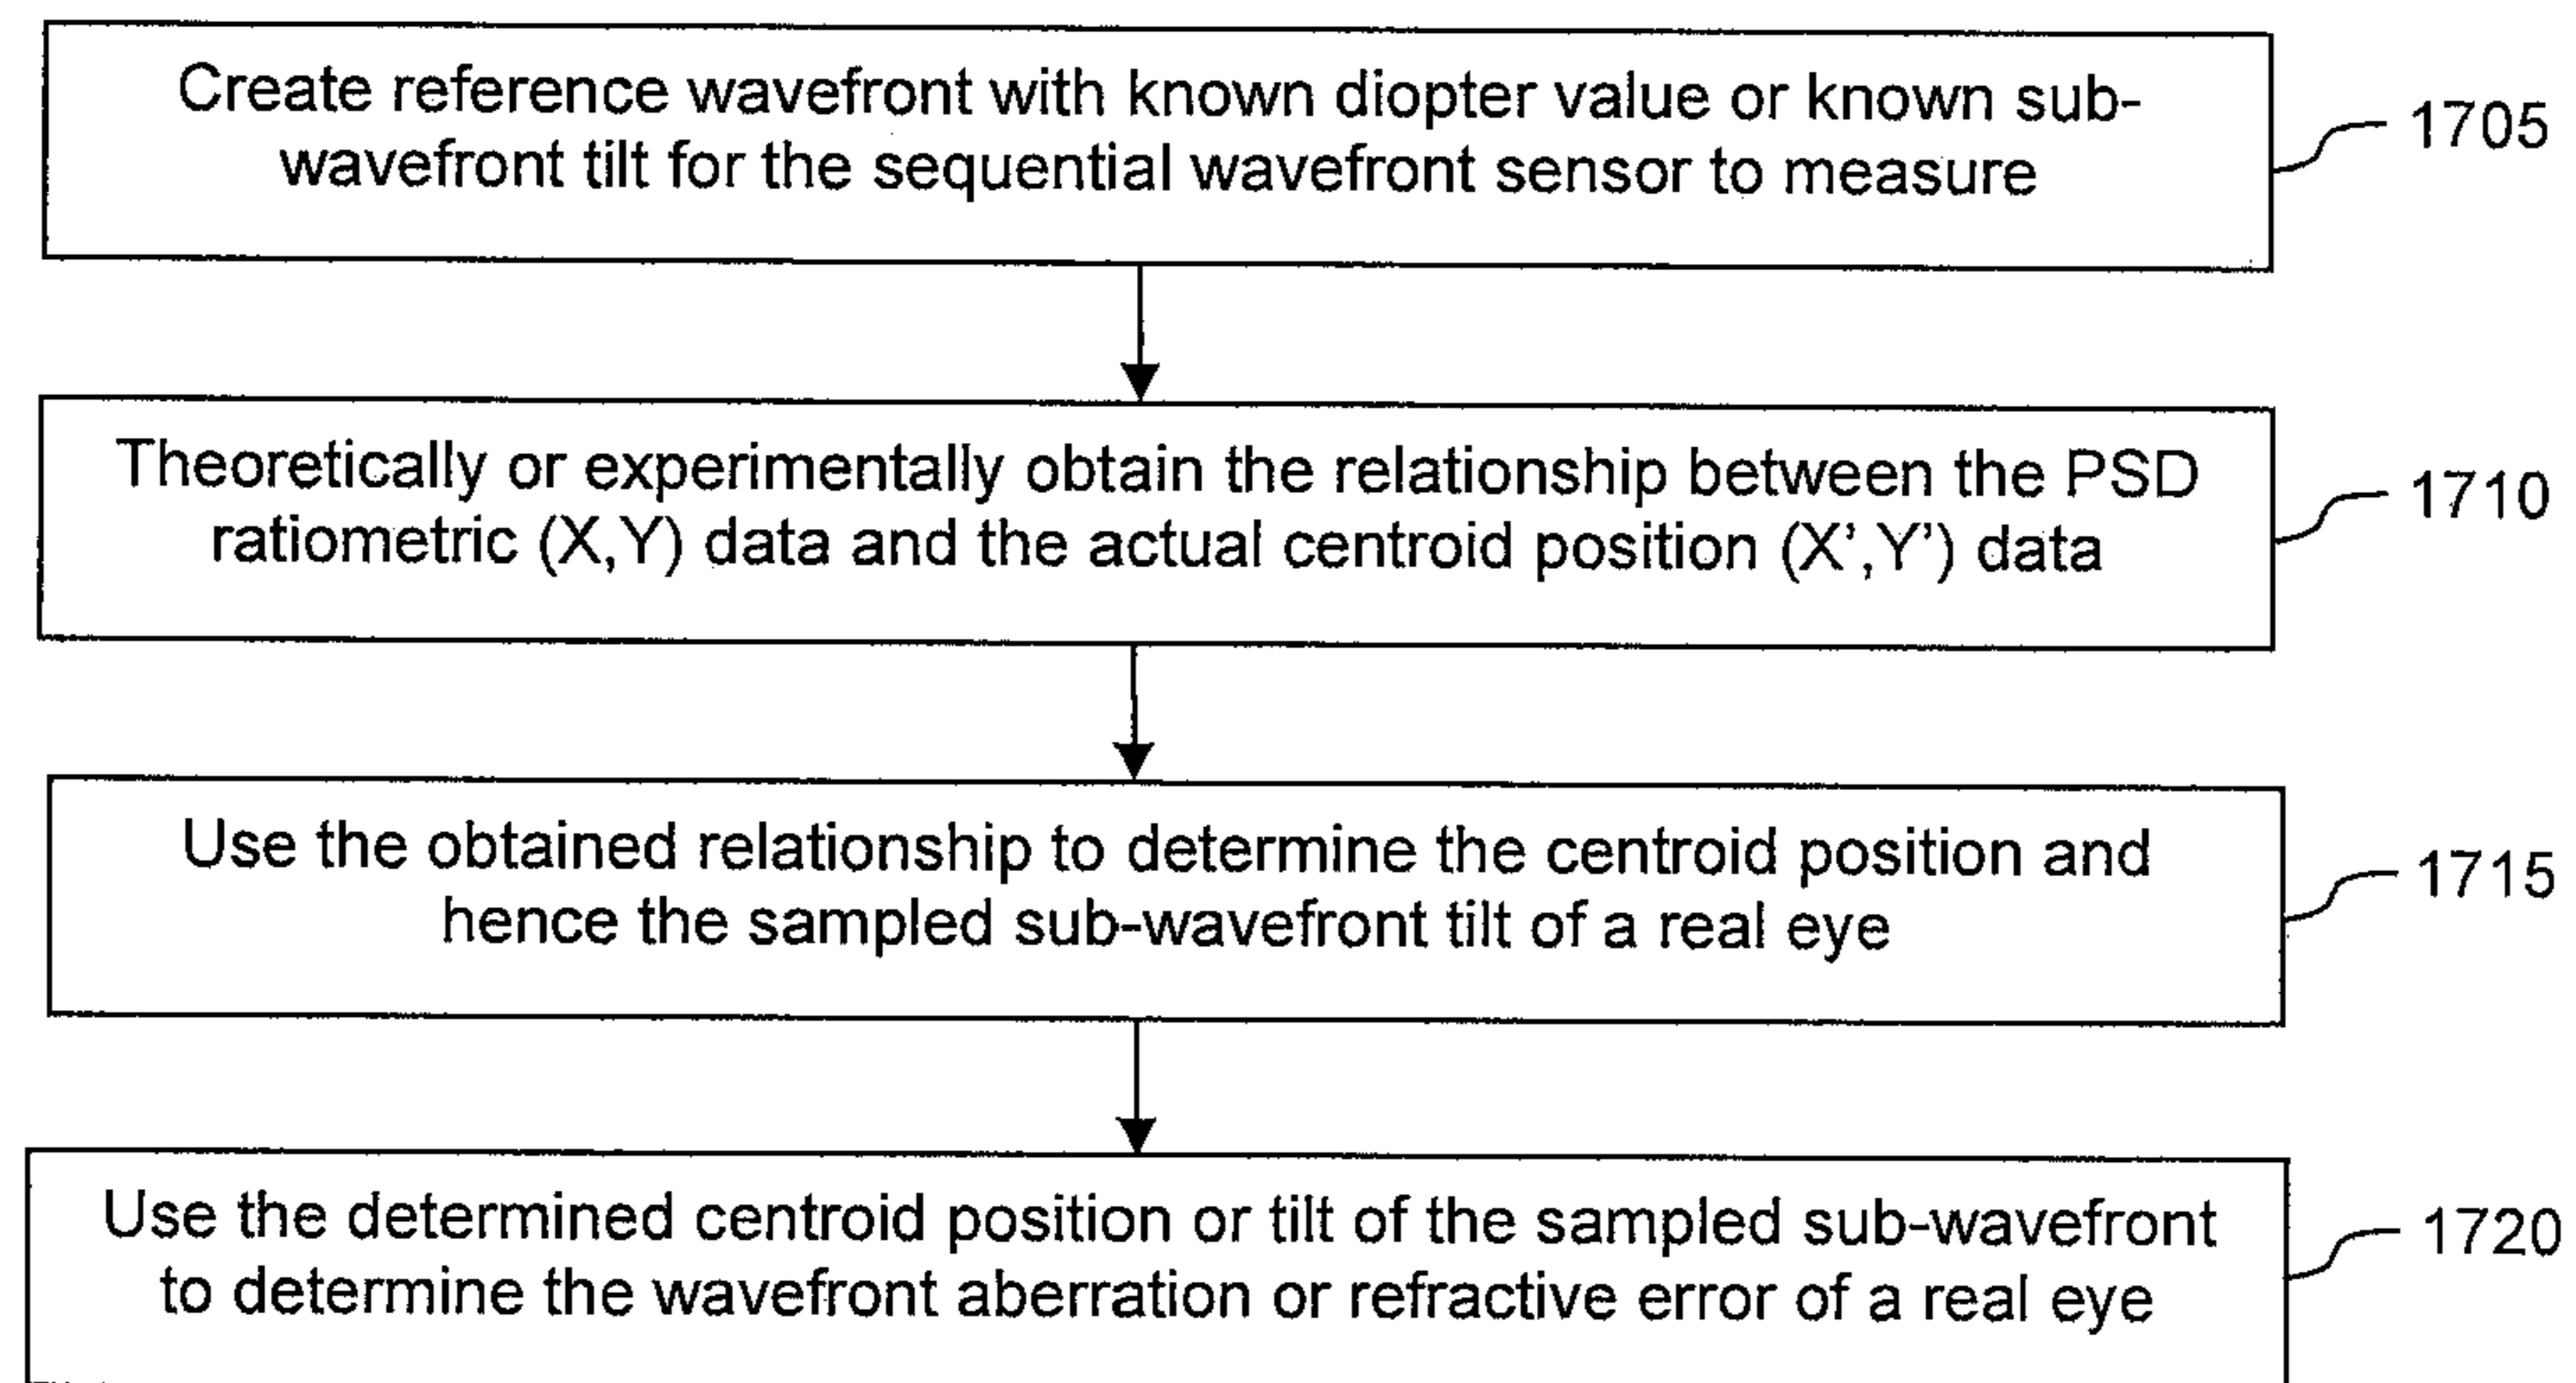 Create reference wavefront with known diopter value or known sub-
wavefront tilt for the sequential wavefront sensor to measure
1705
Theoretically or experimentally obtain the relationship between the PSD
ratiometric (X,Y) data and the actual centroid position (X’,Y’) data
1710
Use the obtained relationship to determine the centroid position and
hence the sampled sub-wavefront tilt of a real eye
1715
Use the determined centroid position or tilt of the sampled sub-wavefront
to determine the wavefront aberration or refractive error of a real eye
1720